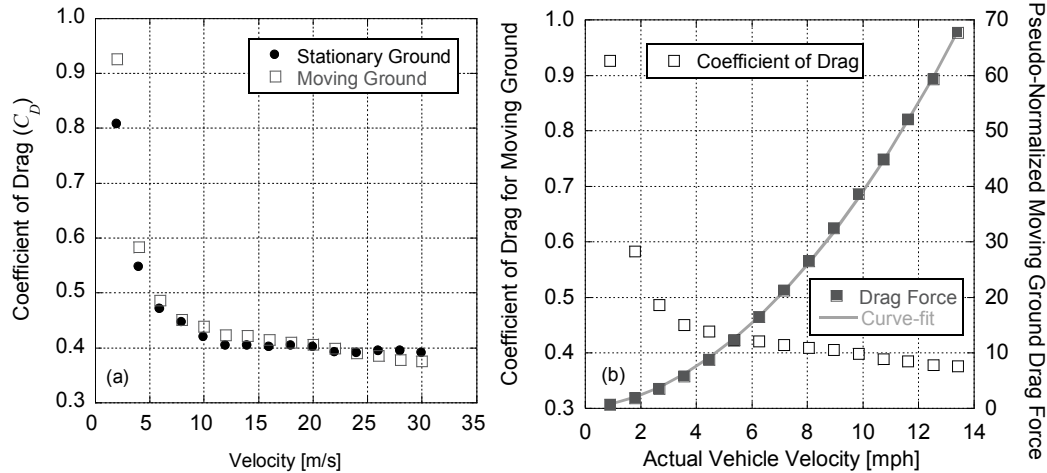 Coefficient of Drag (C_D)
1.0
0.9
0.8
0.7
0.6
0.5
0.4
0.3
Stationary Ground
Moving Ground
(a)
0 5 10 15 20 25 30 35
Velocity [m/s]
Coefficient of Drag for Moving Ground
1.0
0.9
0.8
0.7
0.6
0.5
0.4
0.3
Coefficient of Drag
Drag Force
Curve-fit
(b)
0 2 4 6 8 10 12 14
Actual Vehicle Velocity [mph]
70
60
50
40
30
20
10
0
Pseudo-Normalized Moving Ground Drag Force